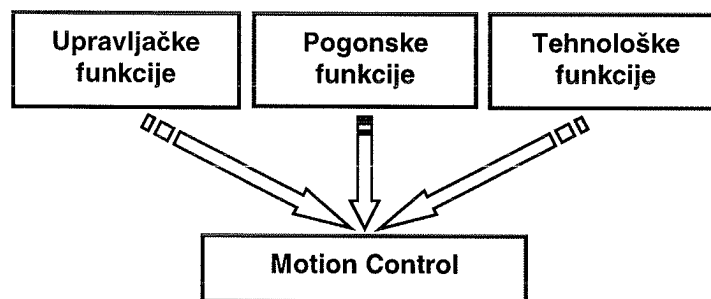 Upravljačke
funkcije
Pogonske
funkcije
Tehnološke
funkcije
Motion Control